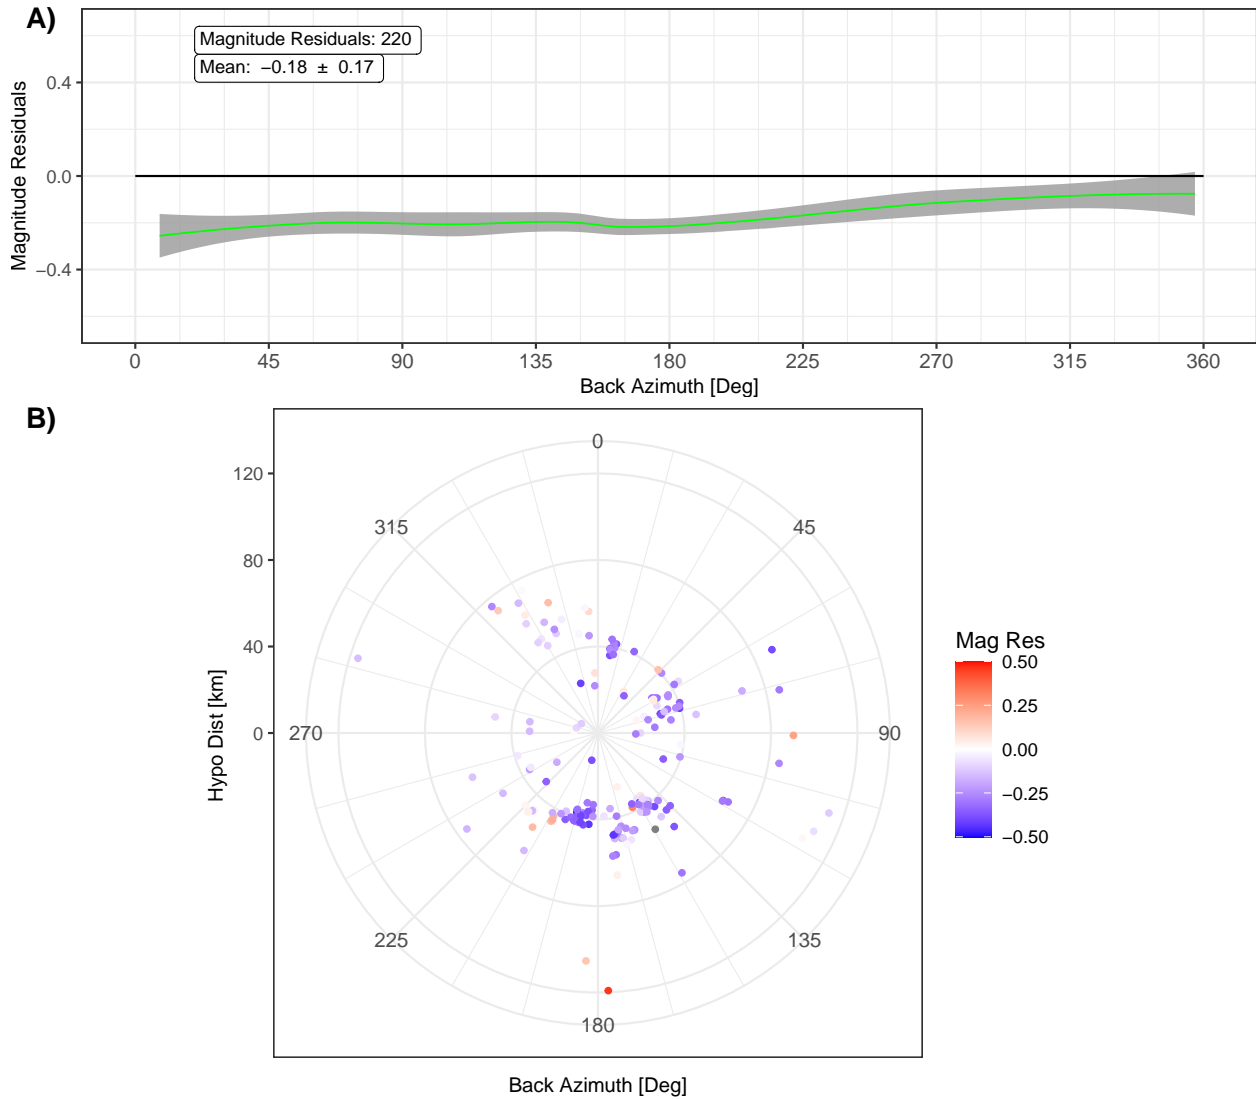 A)
Magnitude Residuals: 220
Mean:  −0.18  ±  0.17
Magnitude Residuals
0.4
0.0
−0.4
0 45 90 135 180 225 270 315 360
Back Azimuth [Deg]
B)
Hypo Dist [km]
120
80
40
0
0
45
90
135
180
225
270
315
Back Azimuth [Deg]
Mag Res
0.50
0.25
0.00
−0.25
−0.50